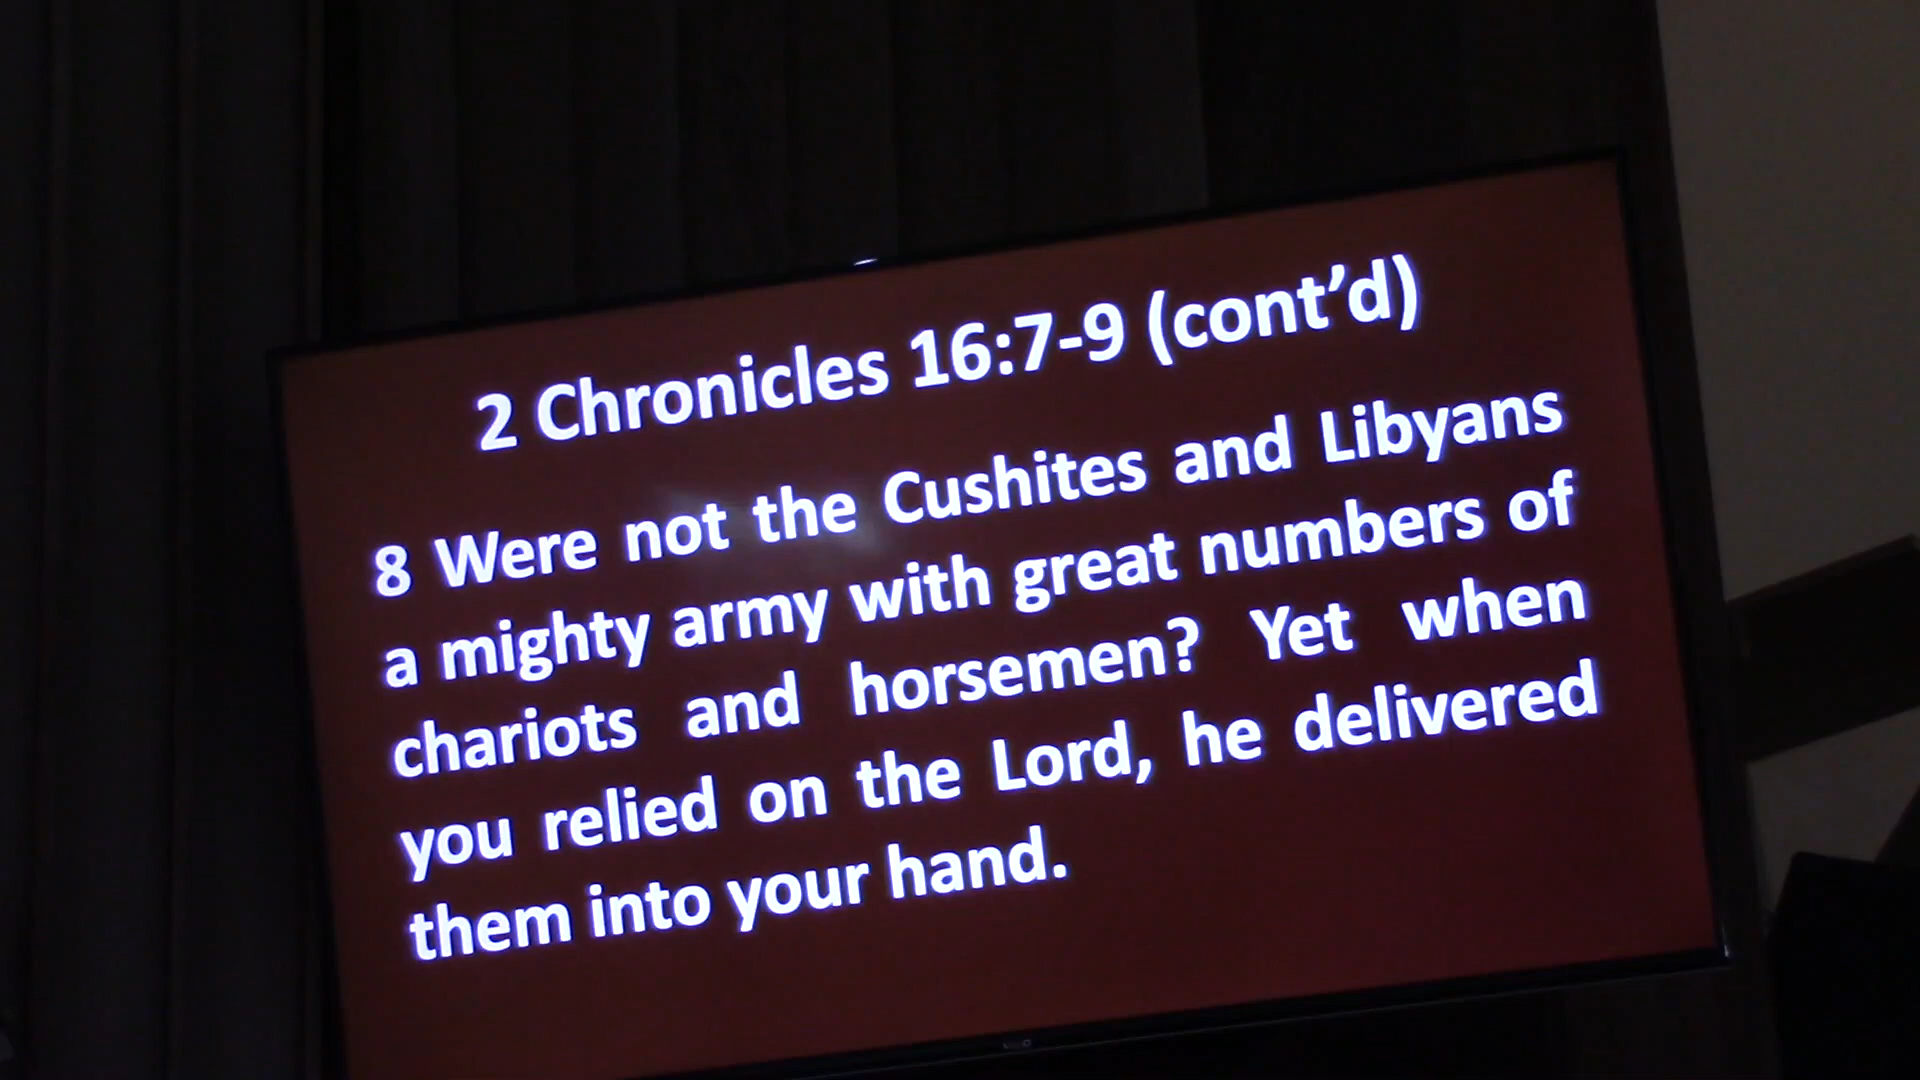 2 Chronicles 16:7-9 (cont’d)
8 Were not the Cushites and Libyans
a mighty army with great numbers of
chariots and horsemen? Yet when
you relied on the Lord, he delivered
them into your hand.